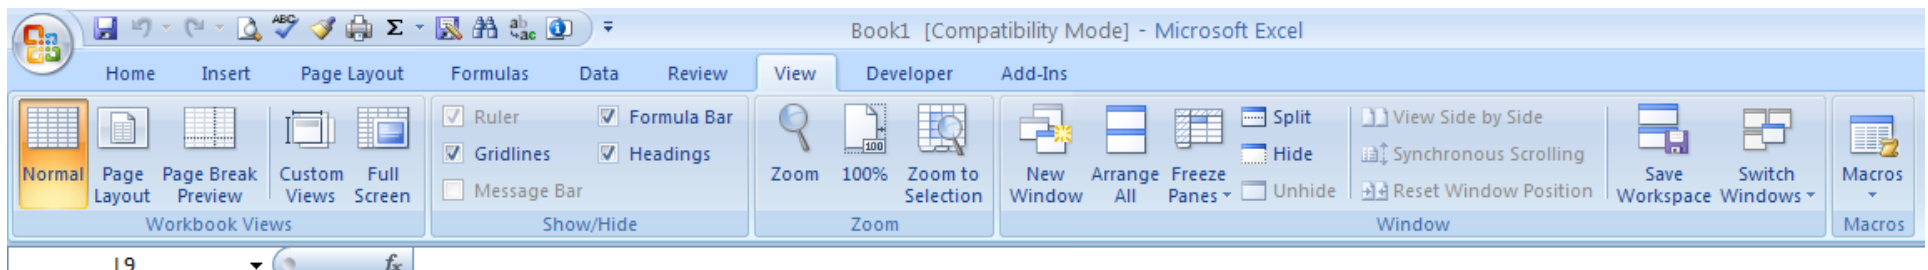 Book1 [Compatibility Mode] - Microsoft Excel
Home Insert Page Layout Formulas Data Review View Developer Add-Ins
Normal
Page Layout
Page Break Preview
Custom Views
Full Screen
Workbook Views
Ruler
Gridlines
Message Bar
Formula Bar
Headings
Show/Hide
Zoom
100%
Zoom to Selection
Zoom
New Window
Arrange All
Freeze Panes
Split
Hide
Unhide
View Side by Side
Synchronous Scrolling
Reset Window Position
Save Workspace
Switch Windows
Window
Macros
Macros
fx